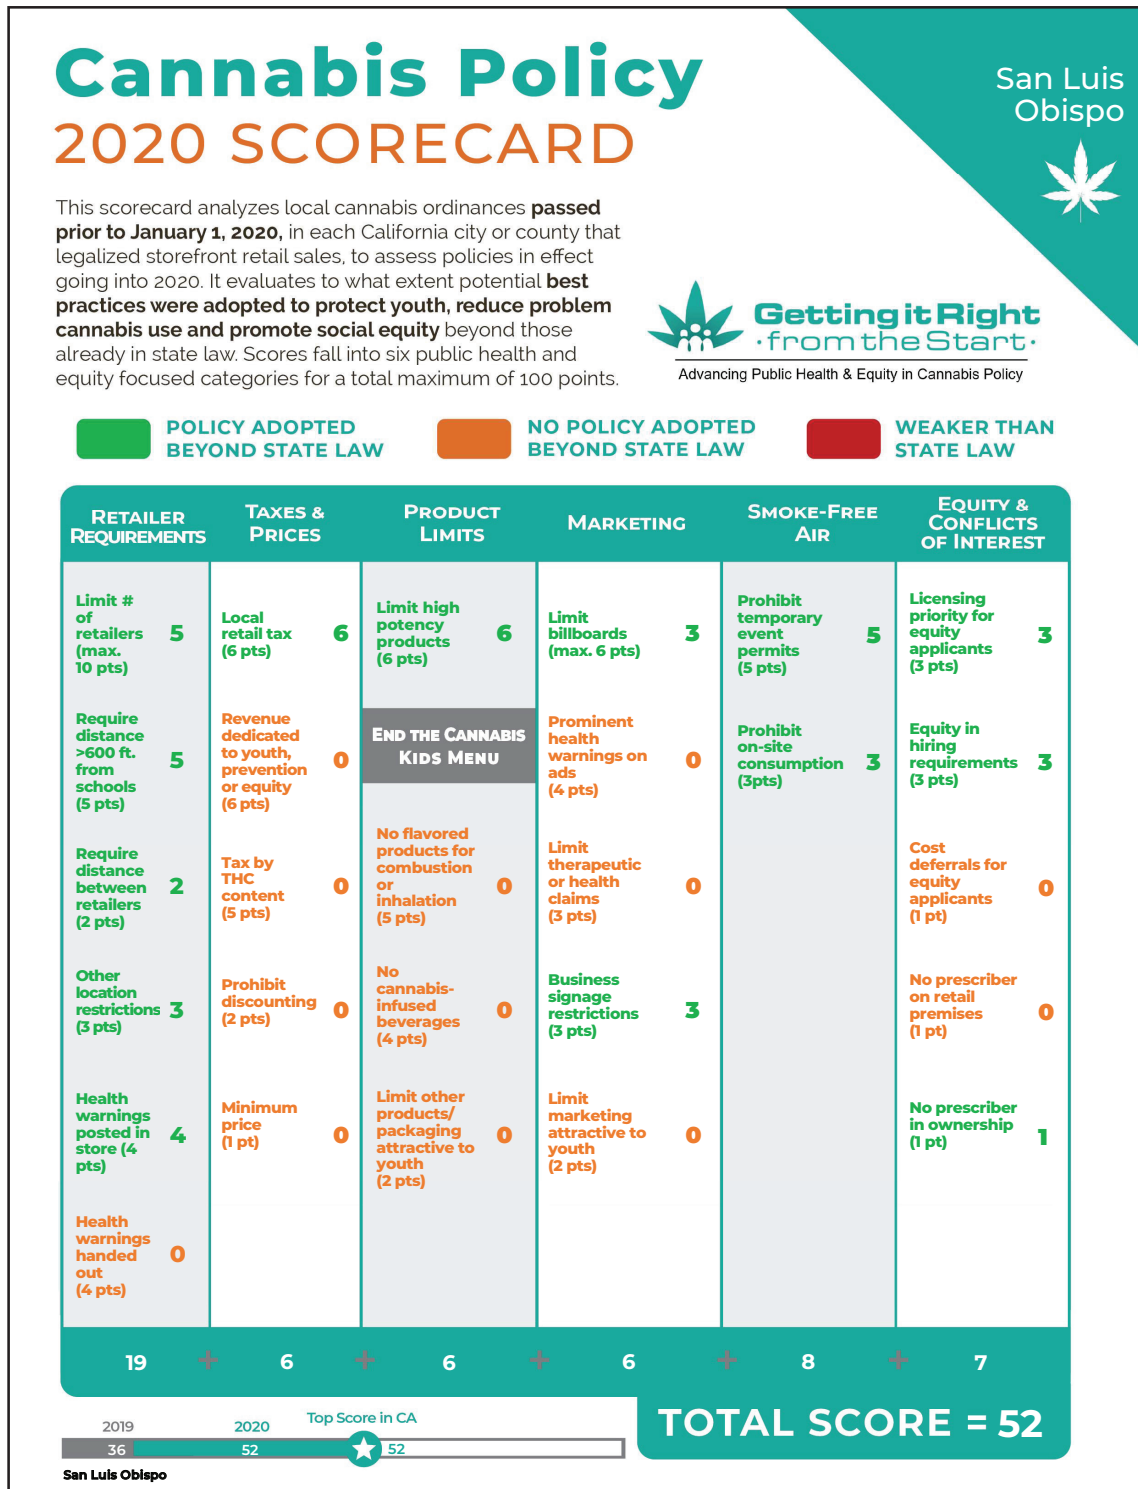 Cannabis Policy
2020 SCORECARD
San Luis
Obispo
This scorecard analyzes local cannabis ordinances passed
prior to January 1, 2020, in each California city or county that
legalized storefront retail sales, to assess policies in effect
going into 2020. It evaluates to what extent potential best
practices were adopted to protect youth, reduce problem
cannabis use and promote social equity beyond those
already in state law. Scores fall into six public health and
equity focused categories for a total maximum of 100 points.
Getting it Right
·from the Start·
Advancing Public Health & Equity in Cannabis Policy
POLICY ADOPTED
BEYOND STATE LAW
NO POLICY ADOPTED
BEYOND STATE LAW
WEAKER THAN
STATE LAW
RETAILER
REQUIREMENTS
Limit #
of
retailers 5
(max.
10 pts)
Require
distance
>600 ft. 5
from
schools
(5 pts)
Require
distance
between 2
retailers
(2 pts)
Other
location
restrictions 3
(3 pts)
Health
warnings
posted in 4
store (4
pts)
Health
warnings
handed 0
out
(4 pts)
19
+
TAXES &
PRICES
Local
retail tax 6
(6 pts)
Revenue
dedicated
to youth,
prevention 0
or equity
(6 pts)
Tax by
THC
content 0
(5 pts)
Prohibit
discounting 0
(2 pts)
Minimum
price
(1 pt) 0
6
+
PRODUCT
LIMITS
Limit high
potency
products 6
(6 pts)
END THE CANNABIS
KIDS MENU
No flavored
products for
combustion
or 0
inhalation
(5 pts)
No
cannabis-
infused 0
beverages
(4 pts)
Limit other
products/
packaging 0
attractive to
youth
(2 pts)
6
+
MARKETING
Limit
billboards 3
(max. 6 pts)
Prominent
health
warnings on 0
ads
(4 pts)
Limit
therapeutic
or health 0
claims
(3 pts)
Business
signage
restrictions 3
(3 pts)
Limit
marketing
attractive to 0
youth
(2 pts)
6
+
SMOKE-FREE
AIR
Prohibit
temporary
event 5
permits
(5 pts)
Prohibit
on-site
consumption 3
(3pts)
8
+
EQUITY &
CONFLICTS
OF INTEREST
Licensing
priority for
equity 3
applicants
(3 pts)
Equity in
hiring
requirements 3
(3 pts)
Cost
deferrals for
equity 0
applicants
(1 pt)
No prescriber
on retail
premises 0
(1 pt)
No prescriber
in ownership 1
(1 pt)
7
TOTAL SCORE = 52
2019 2020 Top Score in CA
36 52 52
San Luis Obispo